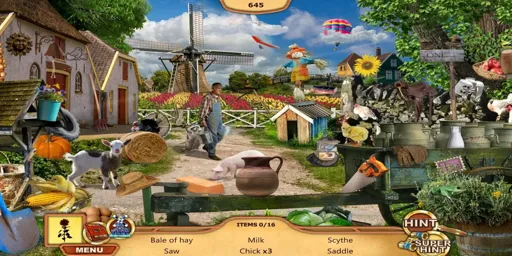 645
ITEMS 0/16
Bale of hay
Milk
Scythe
Saw
Chick x3
Saddle
MENU
HINT
SUPER
HINT